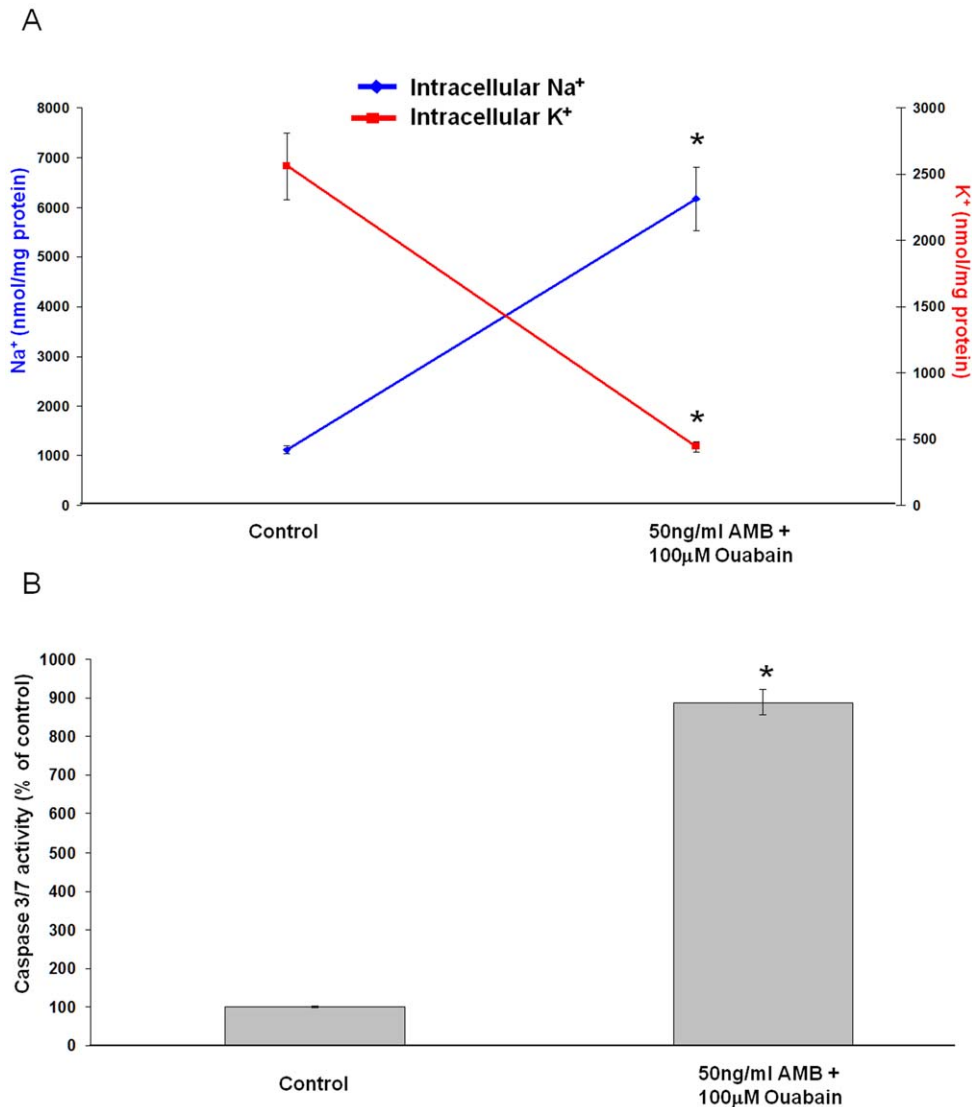 A
Intracellular Na⁺
Intracellular K⁺
Na⁺ (nmol/mg protein)
8000
7000
6000
5000
4000
3000
2000
1000
0
*
*
3000
2500
2000
1500
1000
500
0
K⁺ (nmol/mg protein)
Control
50ng/ml AMB +
100µM Ouabain
B
Caspase 3/7 activity (% of control)
1000
900
800
700
600
500
400
300
200
100
0
*
Control
50ng/ml AMB +
100µM Ouabain